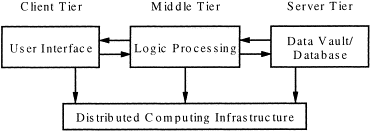 Client Tier Middle Tier Server Tier
User Interface Logic Processing Data Vault/
Database
Distributed Computing Infrastructure